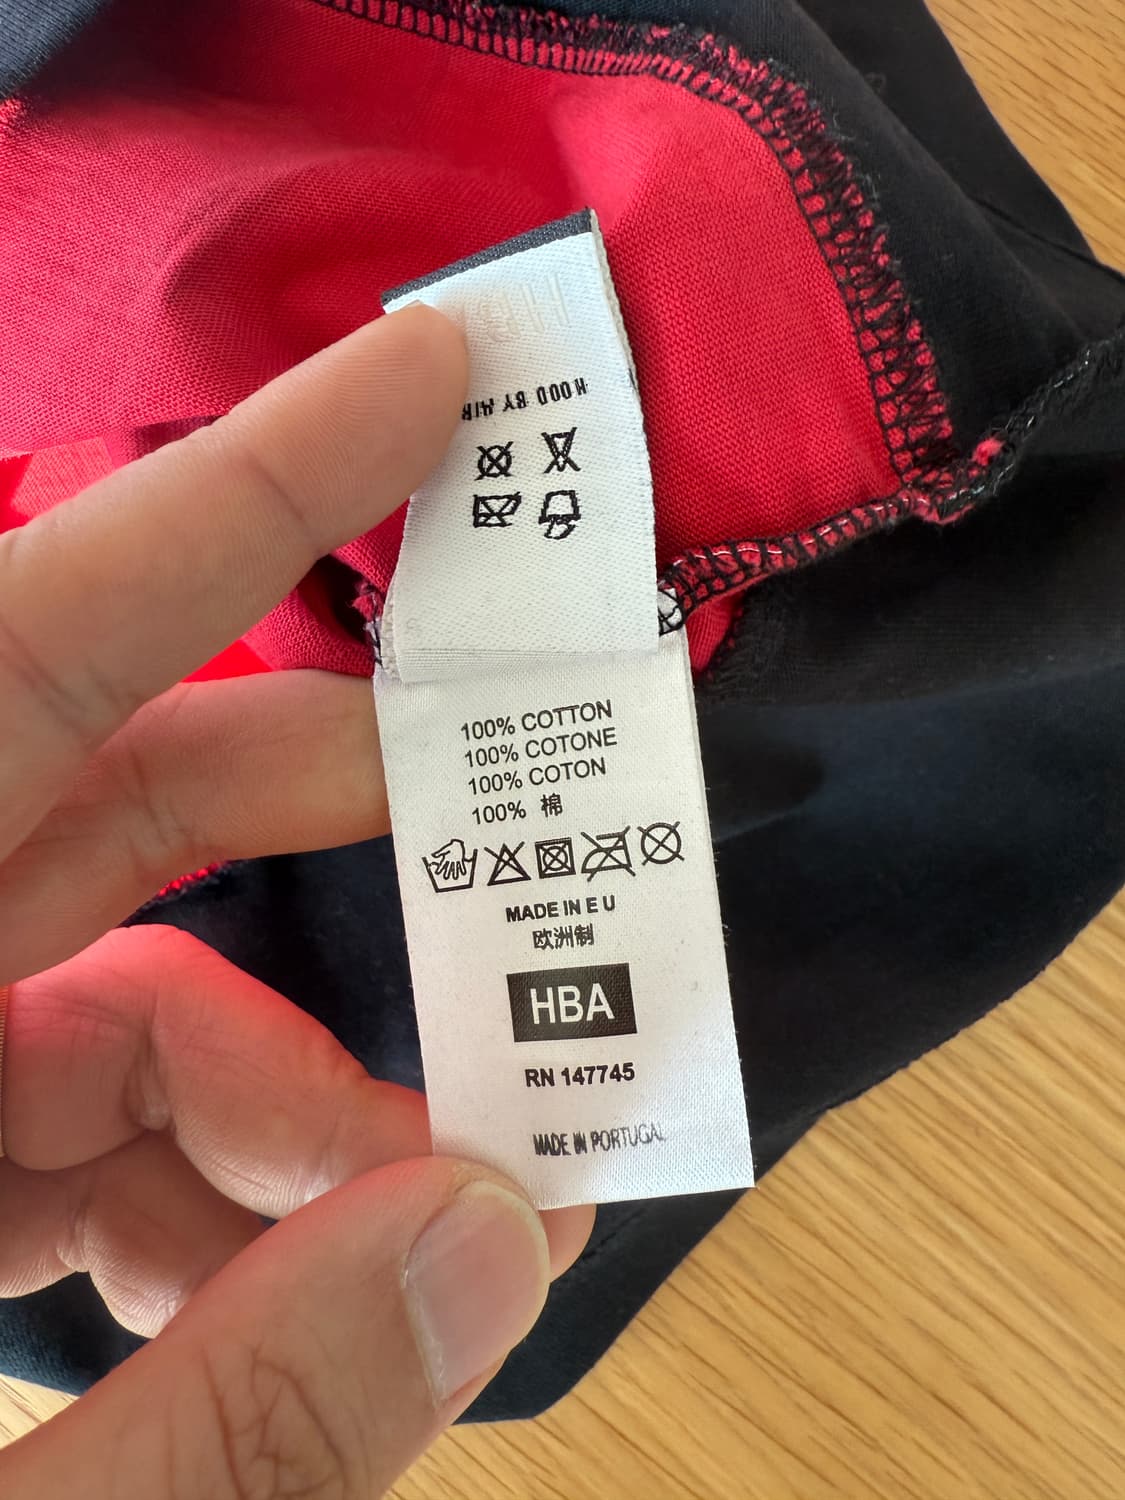 HOOD BY AIR
100% COTTON
100% COTONE
100% COTON
100% 棉
MADE IN E U
欧洲制
HBA
RN 147745
MADE IN PORTUGAL